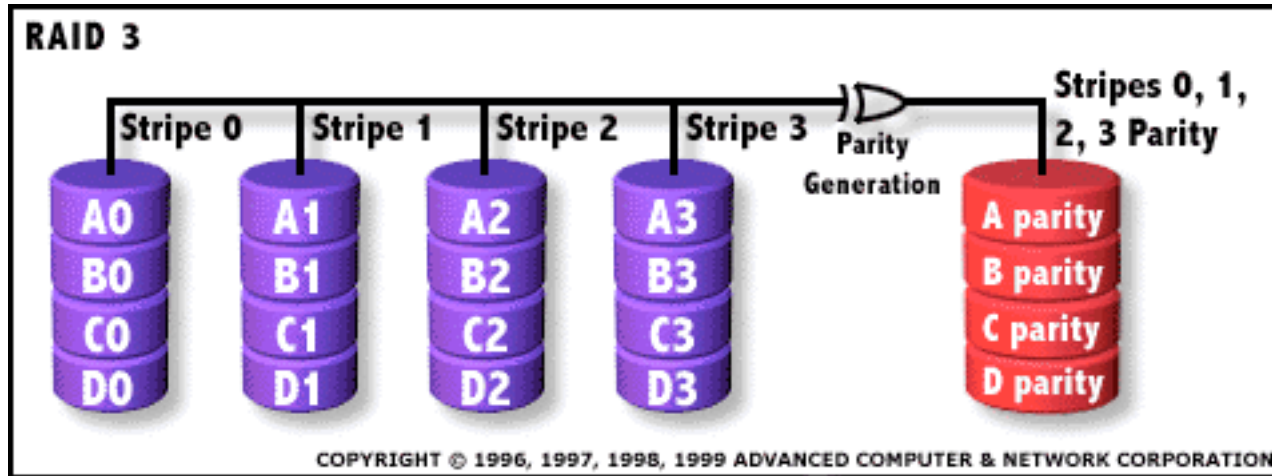 RAID 3
Stripe 0
Stripe 1
Stripe 2
Stripe 3
Parity
Generation
Stripes 0, 1,
2, 3 Parity
A0
B0
C0
D0
A1
B1
C1
D1
A2
B2
C2
D2
A3
B3
C3
D3
A parity
B parity
C parity
D parity
COPYRIGHT © 1996, 1997, 1998, 1999 ADVANCED COMPUTER & NETWORK CORPORATION